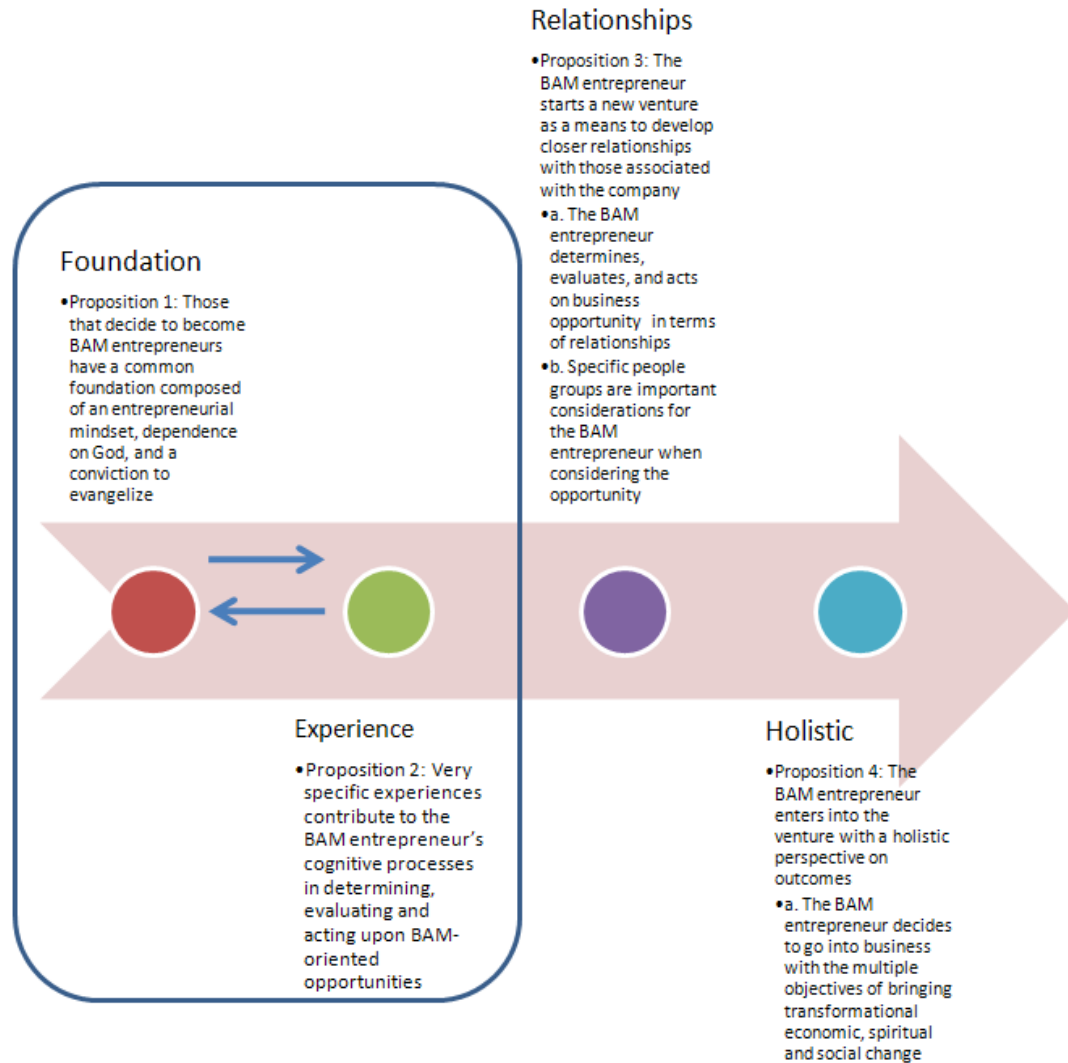 Relationships
•Proposition 3: The
BAM entrepreneur
starts a new venture
as a means to develop
closer relationships
with those associated
with the company
•a. The BAM
entrepreneur
determines,
evaluates, and acts
on business
opportunity in terms
of relationships
•b. Specific people
groups are important
considerations for
the BAM
entrepreneur when
considering the
opportunity
Foundation
•Proposition 1: Those
that decide to become
BAM entrepreneurs
have a common
foundation composed
of an entrepreneurial
mindset, dependence
on God, and a
conviction to
evangelize
Experience
•Proposition 2: Very
specific experiences
contribute to the
BAM entrepreneur’s
cognitive processes
in determining,
evaluating and
acting upon BAM-
oriented
opportunities
Holistic
•Proposition 4: The
BAM entrepreneur
enters into the
venture with a holistic
perspective on
outcomes
•a. The BAM
entrepreneur decides
to go into business
with the multiple
objectives of bringing
transformational
economic, spiritual
and social change